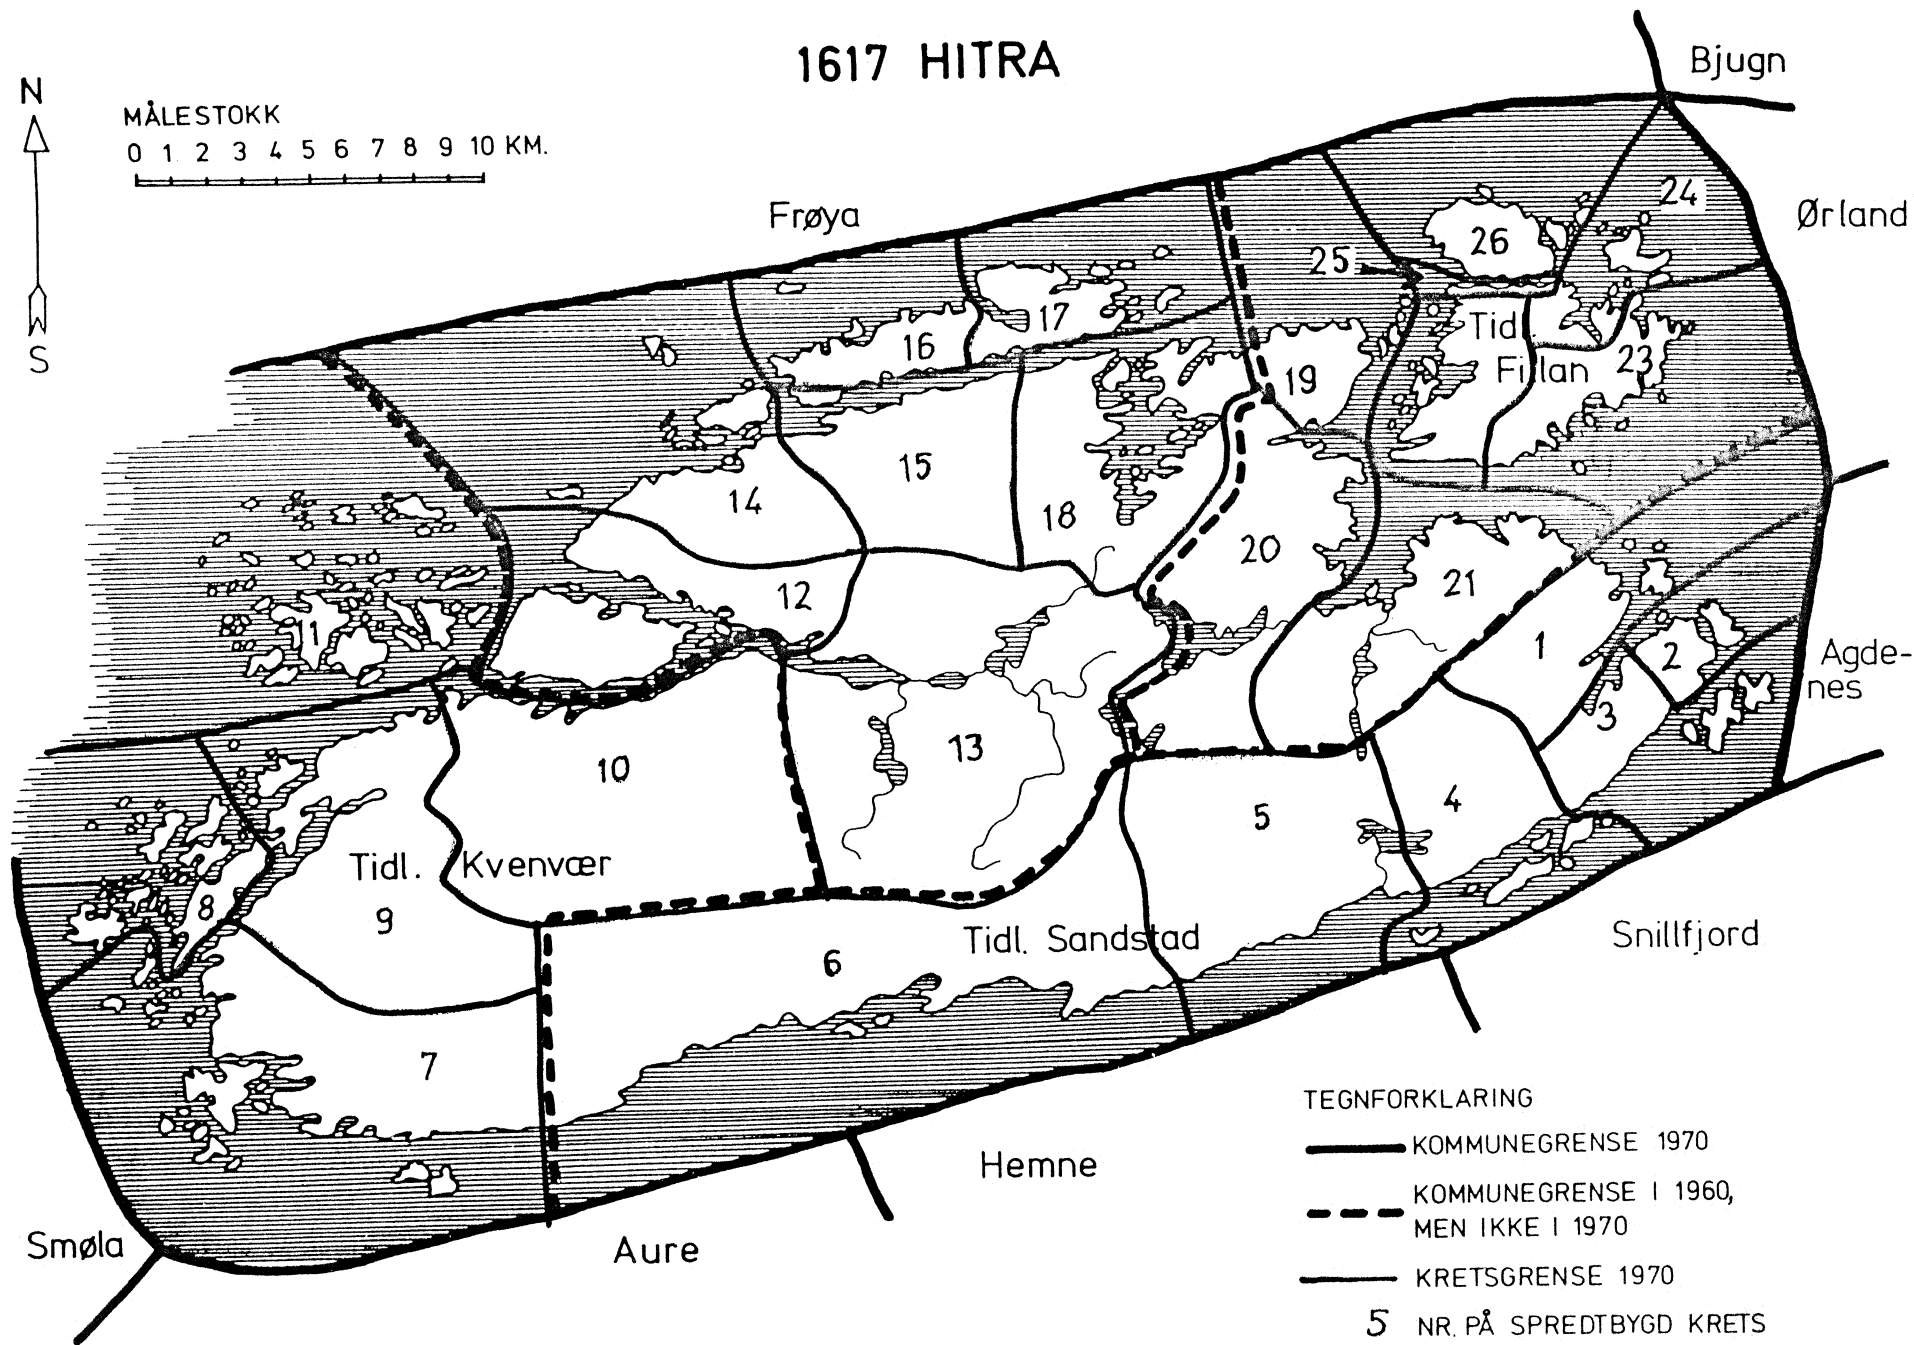 1617 HITRA
Bjugn
N
MÅLESTOKK
0 1 2 3 4 5 6 7 8 9 10 KM.
S
Frøya
Ørland
24
26
25
17
16
Tidl.
Fillan
23
19
15
14
18
20
21
12
11
1
2
Agde-
nes
3
13
10
4
5
Tidl. Kvenvær
8
9
Tidl. Sandstad
Snillfjord
6
7
TEGNFORKLARING
KOMMUNEGRENSE 1970
Hemne
KOMMUNEGRENSE I 1960,
MEN IKKE I 1970
Smøla
Aure
KRETSGRENSE 1970
5 NR. PÅ SPREDTBYGD KRETS